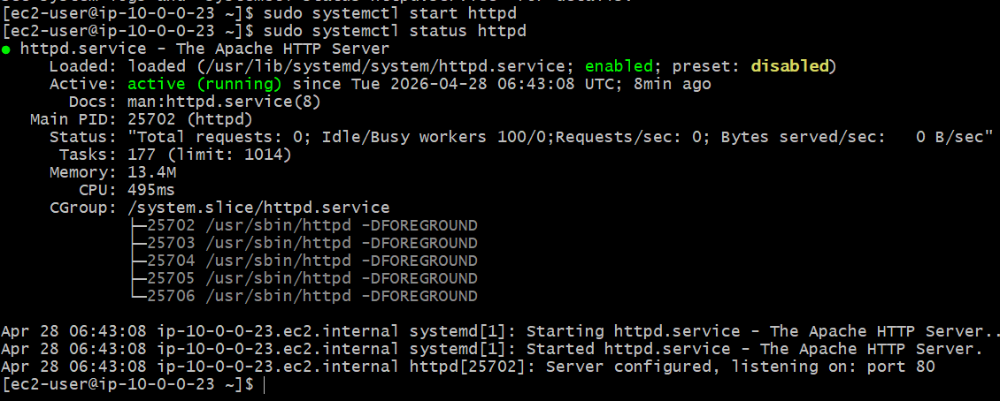 [ec2-user@ip-10-0-0-23 ~]$ sudo systemctl start httpd
[ec2-user@ip-10-0-0-23 ~]$ sudo systemctl status httpd
● httpd.service - The Apache HTTP Server
     Loaded: loaded (/usr/lib/systemd/system/httpd.service; enabled; preset: disabled)
     Active: active (running) since Tue 2026-04-28 06:43:08 UTC; 8min ago
       Docs: man:httpd.service(8)
   Main PID: 25702 (httpd)
     Status: "Total requests: 0; Idle/Busy workers 100/0;Requests/sec: 0; Bytes served/sec:   0 B/sec"
      Tasks: 177 (limit: 1014)
     Memory: 13.4M
        CPU: 495ms
     CGroup: /system.slice/httpd.service
             ├─25702 /usr/sbin/httpd -DFOREGROUND
             ├─25703 /usr/sbin/httpd -DFOREGROUND
             ├─25704 /usr/sbin/httpd -DFOREGROUND
             ├─25705 /usr/sbin/httpd -DFOREGROUND
             └─25706 /usr/sbin/httpd -DFOREGROUND

Apr 28 06:43:08 ip-10-0-0-23.ec2.internal systemd[1]: Starting httpd.service - The Apache HTTP Server..
Apr 28 06:43:08 ip-10-0-0-23.ec2.internal systemd[1]: Started httpd.service - The Apache HTTP Server.
Apr 28 06:43:08 ip-10-0-0-23.ec2.internal httpd[25702]: Server configured, listening on: port 80
[ec2-user@ip-10-0-0-23 ~]$